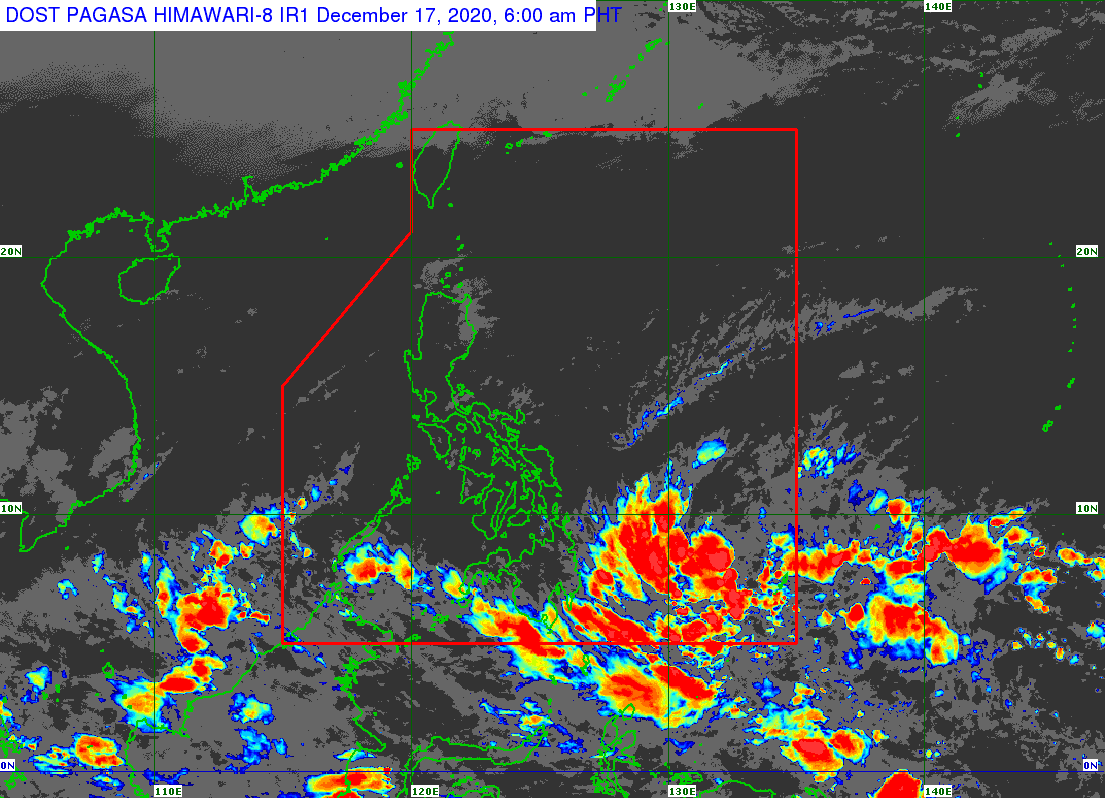 DOST PAGASA HIMAWARI-8 IR1 December 17, 2020, 6:00 am PHT
130E 140E
20N 20N
10N 10N
0N 0N
110E 120E 130E 140E